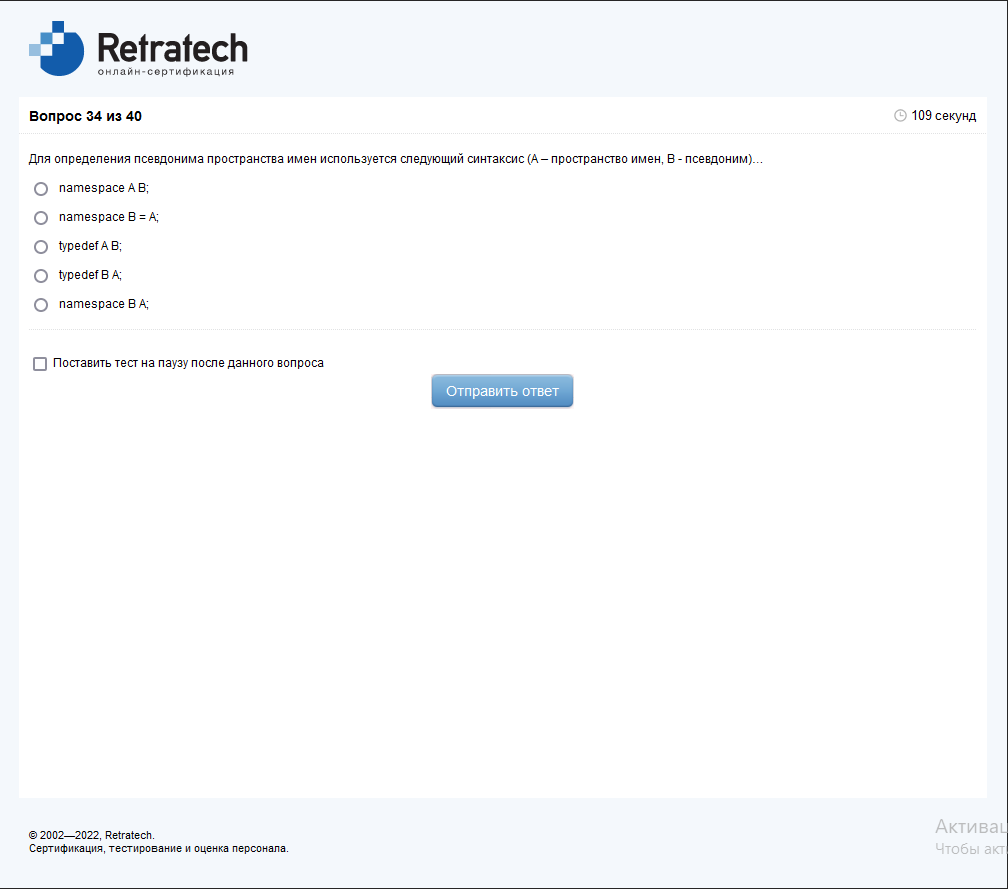 Retratech
онлайн-сертификация
Вопрос 34 из 40
109 секунд
Для определения псевдонима пространства имен используется следующий синтаксис (A – пространство имен, B - псевдоним)…
namespace A B;
namespace B = A;
typedef A B;
typedef B A;
namespace B A;
Поставить тест на паузу после данного вопроса
Отправить ответ
© 2002—2022, Retratech.
Сертификация, тестирование и оценка персонала.
Чтобы